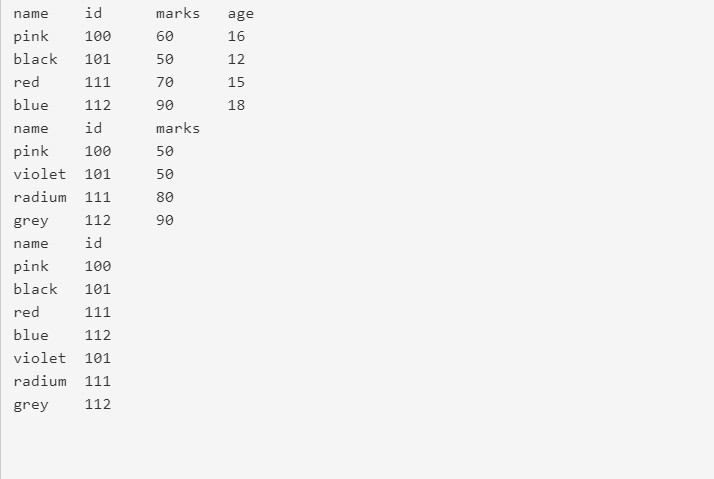 name id marks age
pink 100 60 16
black 101 50 12
red 111 70 15
blue 112 90 18
name id marks
pink 100 50
violet 101 50
radium 111 80
grey 112 90
name id
pink 100
black 101
red 111
blue 112
violet 101
radium 111
grey 112